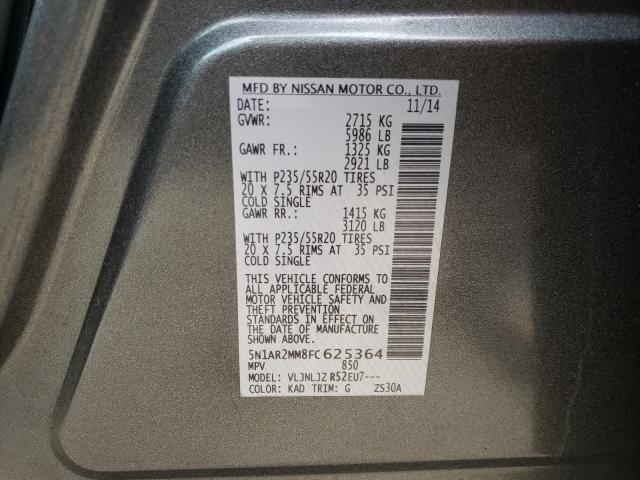 MFD BY NISSAN MOTOR CO., LTD.
DATE: 11/14
GVWR: 2715 KG
5986 LB
GAWR FR.: 1325 KG
2921 LB
WITH P235/55R20 TIRES
20 X 7.5 RIMS AT 35 PSI
COLD SINGLE
GAWR RR.: 1415 KG
3120 LB
WITH P235/55R20 TIRES
20 X 7.5 RIMS AT 35 PSI
COLD SINGLE
THIS VEHICLE CONFORMS TO
ALL APPLICABLE FEDERAL
MOTOR VEHICLE SAFETY AND
THEFT PREVENTION
STANDARDS IN EFFECT ON
THE DATE OF MANUFACTURE
SHOWN ABOVE.
5N1AR2MM8FC625364
MPV 850
MODEL: VLJNLJZ R52EU7---
COLOR: KAD TRIM: G ZS30A